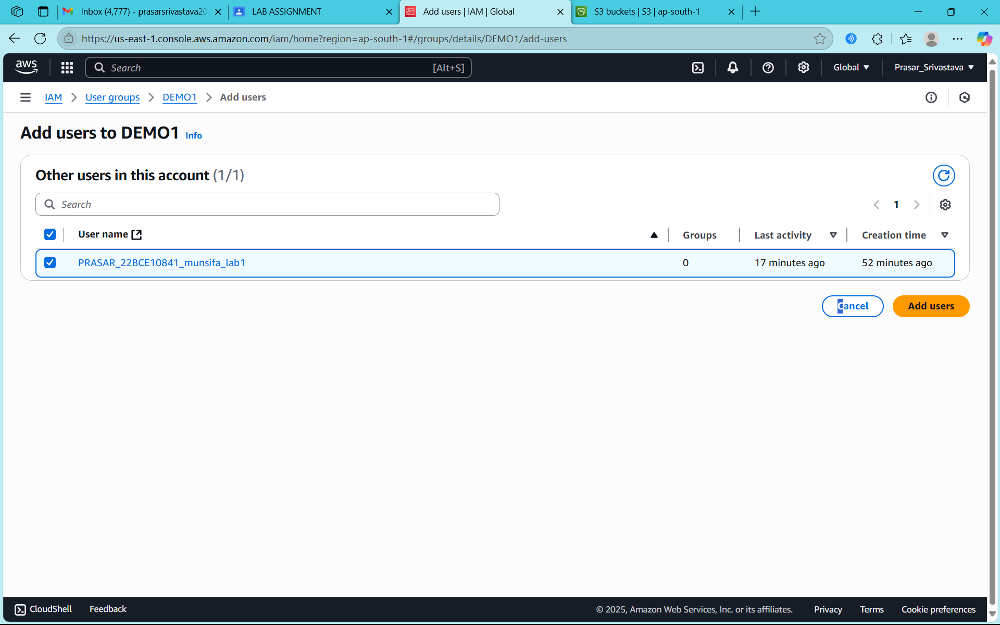 Inbox (4,777) - prasarsrivastava20
LAB ASSIGNMENT
Add users | IAM | Global
S3 buckets | S3 | ap-south-1
https://us-east-1.console.aws.amazon.com/iam/home?region=ap-south-1#/groups/details/DEMO1/add-users
aws
Search
[Alt+S]
Global
Prasar_Srivastava
IAM
User groups
DEMO1
Add users
Add users to DEMO1 Info
Other users in this account (1/1)
Search
1
User name
Groups
Last activity
Creation time
PRASAR_22BCE10841_munsifa_lab1
0
17 minutes ago
52 minutes ago
Cancel
Add users
CloudShell
Feedback
© 2025, Amazon Web Services, Inc. or its affiliates.
Privacy
Terms
Cookie preferences